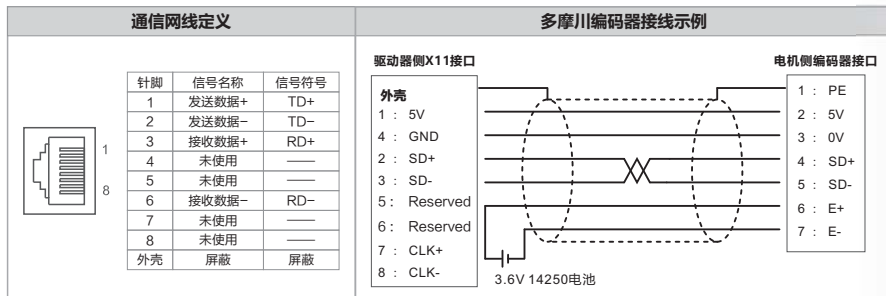 通信网线定义
多摩川编码器接线示例
针脚 信号名称 信号符号
1 发送数据+ TD+
2 发送数据− TD−
3 接收数据+ RD+
4 未使用 ——
5 未使用 ——
6 接收数据− RD−
7 未使用 ——
8 未使用 ——
外壳 屏蔽 屏蔽
1
8
驱动器侧X11接口
外壳
1 : 5V
4 : GND
2 : SD+
3 : SD-
5 : Reserved
6 : Reserved
7 : CLK+
8 : CLK-
3.6V 14250电池
电机侧编码器接口
1 : PE
2 : 5V
3 : 0V
4 : SD+
5 : SD-
6 : E+
7 : E-